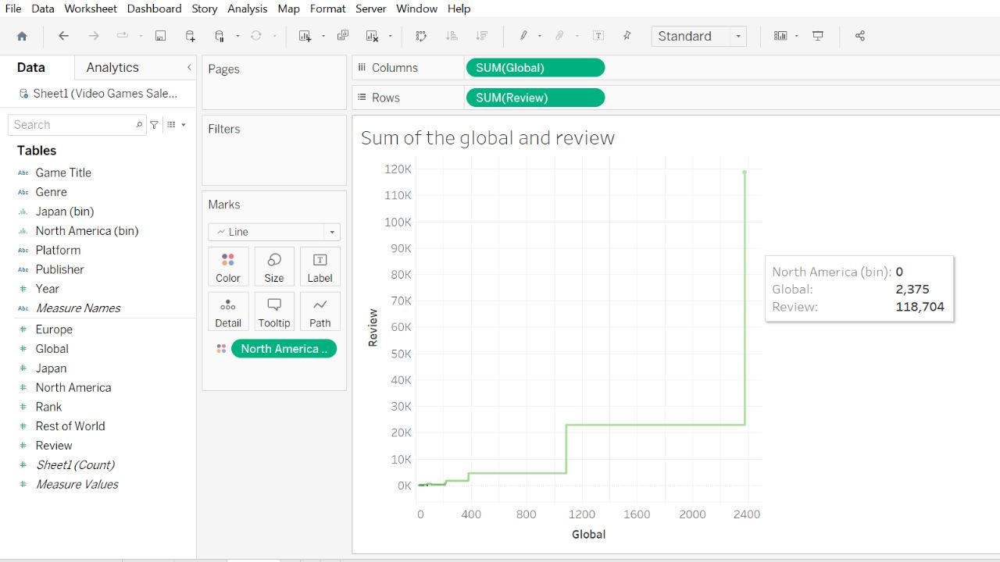 File Data Worksheet Dashboard Story Analysis Map Format Server Window Help
Standard
Data Analytics
Sheet1 (Video Games Sale...
Search
Tables
Abc Game Title
Abc Genre
Japan (bin)
North America (bin)
Abc Platform
Abc Publisher
# Year
Abc Measure Names
# Europe
# Global
# Japan
# North America
# Rank
# Rest of World
# Review
# Sheet1 (Count)
# Measure Values
Pages
Filters
Marks
Line
Color Size Label
Detail Tooltip Path
North America ..
Columns SUM(Global)
Rows SUM(Review)
Sum of the global and review
120K
110K
100K
90K
80K
70K
60K
50K
40K
30K
20K
10K
0K
Review
0 400 800 1200 1600 2000 2400
Global
North America (bin): 0
Global: 2,375
Review: 118,704